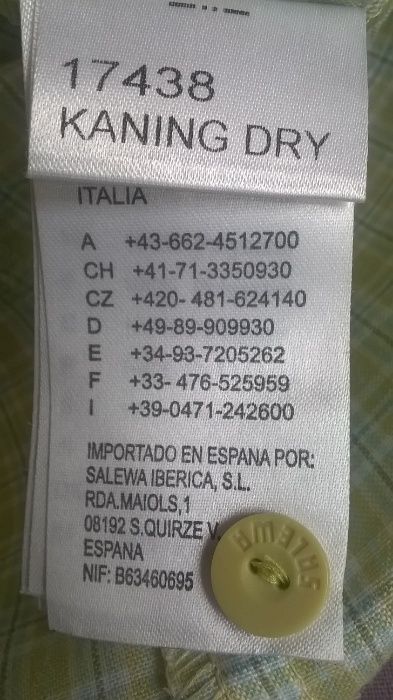 17438
KANING DRY
ITALIA
A +43-662-4512700
CH +41-71-3350930
CZ +420- 481-624140
D +49-89-909930
E +34-93-7205262
F +33- 476-525959
I +39-0471-242600
IMPORTADO EN ESPANA POR:
SALEWA IBERICA, S.L.
RDA.MAIOLS,1
08192 S.QUIRZE V.
ESPANA
NIF: B63460695
SALEWA